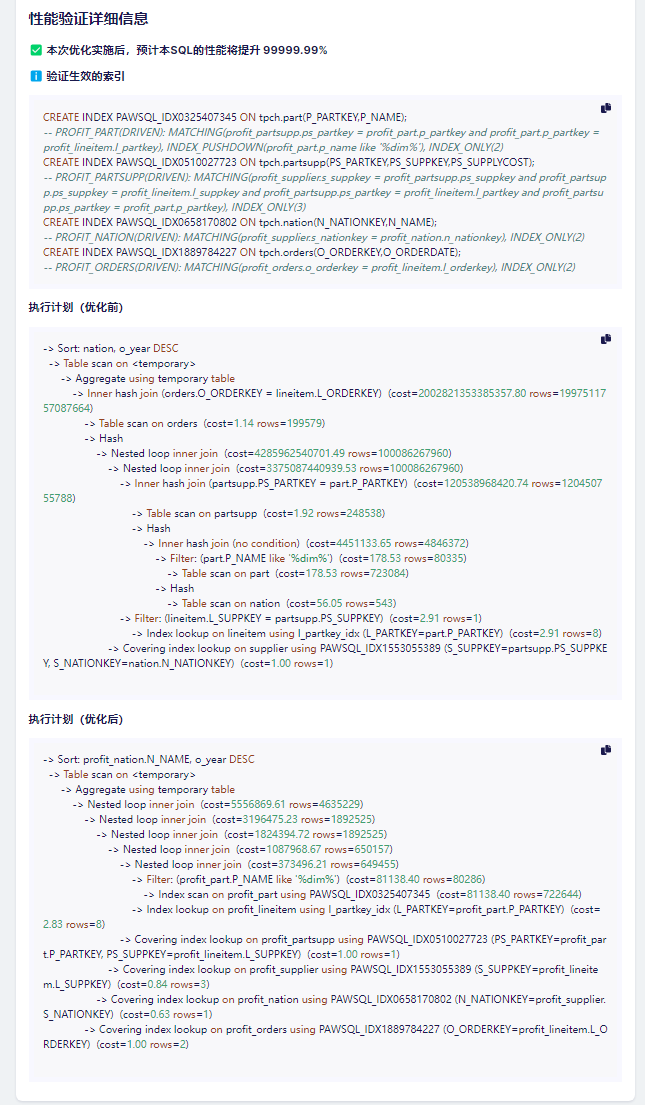 性能验证详细信息
✅ 本次优化实施后，预计本SQL的性能将提升 99999.99%
ℹ️ 验证生效的索引
CREATE INDEX PAWSQL_IDX0325407345 ON tpch.part(P_PARTKEY,P_NAME);
-- PROFIT_PART(DRIVEN): MATCHING(profit_partsupp.ps_partkey = profit_part.p_partkey and profit_part.p_partkey =
profit_lineitem.l_partkey), INDEX_PUSHDOWN(profit_part.p_name like '%dim%'), INDEX_ONLY(2)
CREATE INDEX PAWSQL_IDX0510027723 ON tpch.partsupp(PS_PARTKEY,PS_SUPPKEY,PS_SUPPLYCOST);
-- PROFIT_PARTSUPP(DRIVEN): MATCHING(profit_supplier.s_suppkey = profit_partsupp.ps_suppkey and profit_partsup
p.ps_suppkey = profit_lineitem.l_suppkey and profit_partsupp.ps_partkey = profit_lineitem.l_partkey and profit_partsu
pp.ps_partkey = profit_part.p_partkey), INDEX_ONLY(3)
CREATE INDEX PAWSQL_IDX0658170802 ON tpch.nation(N_NATIONKEY,N_NAME);
-- PROFIT_NATION(DRIVEN): MATCHING(profit_supplier.s_nationkey = profit_nation.n_nationkey), INDEX_ONLY(2)
CREATE INDEX PAWSQL_IDX1889784227 ON tpch.orders(O_ORDERKEY,O_ORDERDATE);
-- PROFIT_ORDERS(DRIVEN): MATCHING(profit_orders.o_orderkey = profit_lineitem.l_orderkey), INDEX_ONLY(2)
执行计划（优化前）
-> Sort: nation, o_year DESC
-> Table scan on <temporary>
-> Aggregate using temporary table
-> Inner hash join (orders.O_ORDERKEY = lineitem.L_ORDERKEY) (cost=2002821353385357.80 rows=19975117
57087664)
-> Table scan on orders (cost=1.14 rows=199579)
-> Hash
-> Nested loop inner join (cost=4285962540701.49 rows=100086267960)
-> Nested loop inner join (cost=3375087440939.53 rows=100086267960)
-> Inner hash join (partsupp.PS_PARTKEY = part.P_PARTKEY) (cost=120538968420.74 rows=1204507
55788)
-> Table scan on partsupp (cost=1.92 rows=248538)
-> Hash
-> Inner hash join (no condition) (cost=4451133.65 rows=4846372)
-> Filter: (part.P_NAME like '%dim%') (cost=178.53 rows=80335)
-> Table scan on part (cost=178.53 rows=723084)
-> Hash
-> Table scan on nation (cost=56.05 rows=543)
-> Filter: (lineitem.L_SUPPKEY = partsupp.PS_SUPPKEY) (cost=2.91 rows=1)
-> Index lookup on lineitem using l_partkey_idx (L_PARTKEY=part.P_PARTKEY) (cost=2.91 rows=8)
-> Covering index lookup on supplier using PAWSQL_IDX1553055389 (S_SUPPKEY=partsupp.PS_SUPPKE
Y, S_NATIONKEY=nation.N_NATIONKEY) (cost=1.00 rows=1)
执行计划（优化后）
-> Sort: profit_nation.N_NAME, o_year DESC
-> Table scan on <temporary>
-> Aggregate using temporary table
-> Nested loop inner join (cost=5556869.61 rows=4635229)
-> Nested loop inner join (cost=3196475.23 rows=1892525)
-> Nested loop inner join (cost=1824394.72 rows=1892525)
-> Nested loop inner join (cost=1087968.67 rows=650157)
-> Nested loop inner join (cost=373496.21 rows=649455)
-> Filter: (profit_part.P_NAME like '%dim%') (cost=81138.40 rows=80286)
-> Index scan on profit_part using PAWSQL_IDX0325407345 (cost=81138.40 rows=722644)
-> Index lookup on profit_lineitem using l_partkey_idx (L_PARTKEY=profit_part.P_PARTKEY) (cost=
2.83 rows=8)
-> Covering index lookup on profit_partsupp using PAWSQL_IDX0510027723 (PS_PARTKEY=profit_par
t.P_PARTKEY, PS_SUPPKEY=profit_lineitem.L_SUPPKEY) (cost=1.00 rows=1)
-> Covering index lookup on profit_supplier using PAWSQL_IDX1553055389 (S_SUPPKEY=profit_lineite
m.L_SUPPKEY) (cost=0.84 rows=3)
-> Covering index lookup on profit_nation using PAWSQL_IDX0658170802 (N_NATIONKEY=profit_supplier.
S_NATIONKEY) (cost=0.63 rows=1)
-> Covering index lookup on profit_orders using PAWSQL_IDX1889784227 (O_ORDERKEY=profit_lineitem.L_O
RDERKEY) (cost=1.00 rows=2)